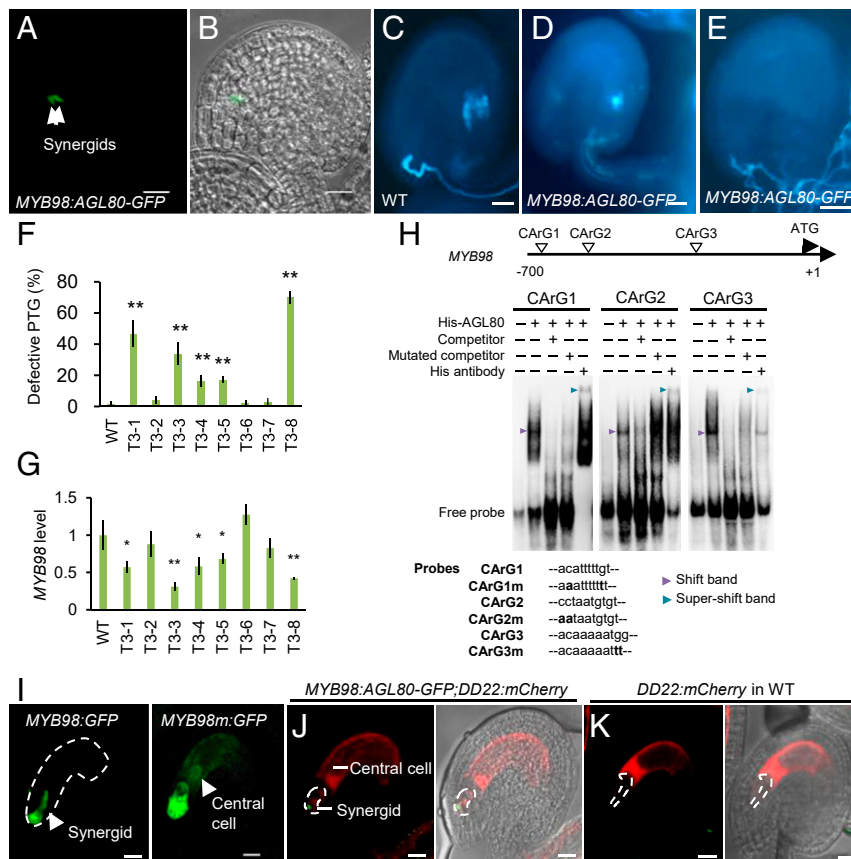 A
B
C
D
E
Synergids
MYB98:AGL80-GFP
WT
MYB98:AGL80-GFP
MYB98:AGL80-GFP
F
Defective PTG (%)
80
60
40
20
0
** ** ** ** **
WT T3-1 T3-2 T3-3 T3-4 T3-5 T3-6 T3-7 T3-8
G
MYB98 level
1.5
1
0.5
0
* ** * * **
WT T3-1 T3-2 T3-3 T3-4 T3-5 T3-6 T3-7 T3-8
H
CArG1 CArG2 CArG3 ATG
MYB98
-700 +1
CArG1 CArG2 CArG3
His-AGL80 − + + + + − + + + + − + + + +
Competitor − − + − − − − + − − − − + − −
Mutated competitor − − − + − − − − + − − − − + −
His antibody − − − − + − − − − + − − − − +
Free probe
Probes CArG1 --acatttttgt--
CArG1m --aaatttttttt--
CArG2 --cctaatgtgt--
CArG2m --aataatgtgt--
CArG3 --acaaaaatgg--
CArG3m --acaaaaattt--
Shift band
Super-shift band
I
MYB98:GFP
Synergid
MYB98m:GFP
Central
cell
MYB98:AGL80-GFP;DD22:mCherry
J
Central cell
Synergid
DD22:mCherry in WT
K